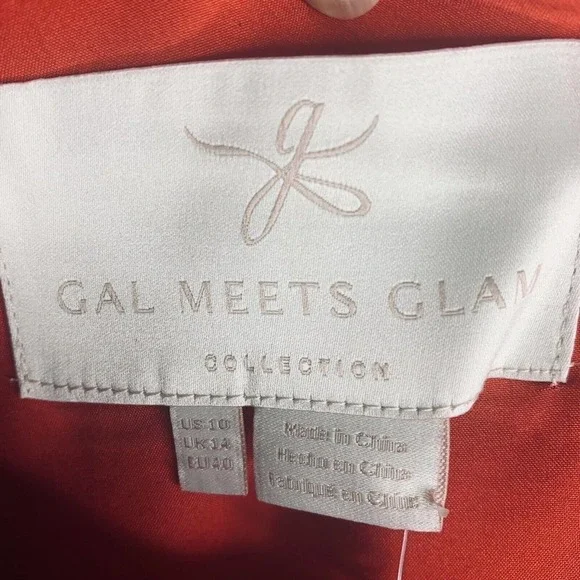 GAL MEETS GLAM
COLLECTION
US 10
UK 14
EU 40
Made in China
Hecho en China
Fabriqué en Chine